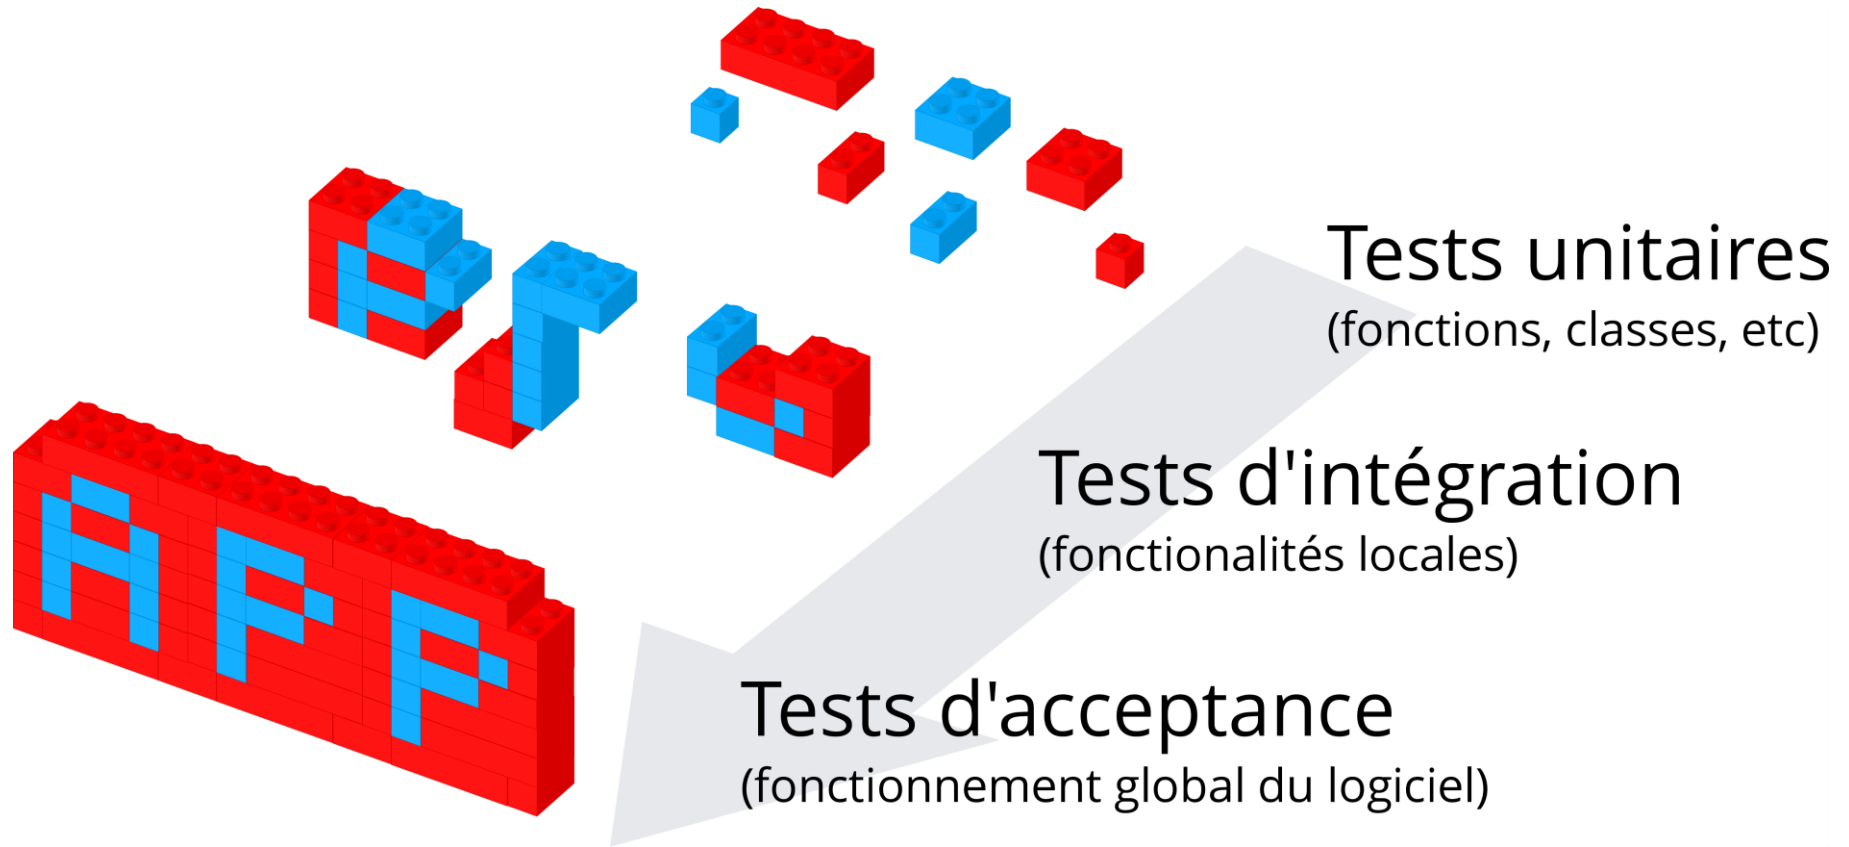 Tests unitaires
(fonctions, classes, etc)
Tests d'intégration
(fonctionalités locales)
APP
Tests d'acceptance
(fonctionnement global du logiciel)